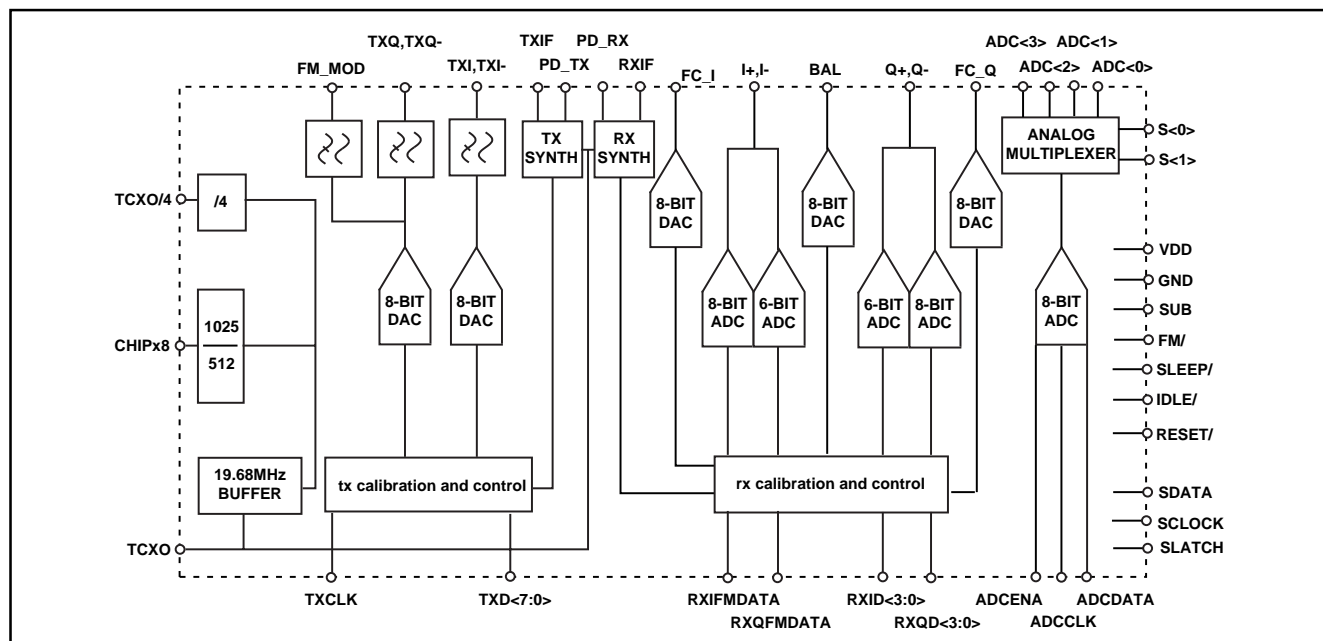 TXQ,TXQ-
TXIF
PD_RX
ADC<3>
ADC<1>
FM_MOD
TXI,TXI-
PD_TX
RXIF
FC_I
I+,I-
BAL
Q+,Q-
FC_Q
ADC<2>
ADC<0>
TX
SYNTH
RX
SYNTH
ANALOG
MULTIPLEXER
S<0>
S<1>
TCXO/4
/4
8-BIT
DAC
8-BIT
DAC
8-BIT
DAC
VDD
GND
SUB
FM/
SLEEP/
IDLE/
RESET/
CHIPx8
1025
512
8-BIT
DAC
8-BIT
DAC
8-BIT
ADC
6-BIT
ADC
6-BIT
ADC
8-BIT
ADC
8-BIT
ADC
19.68MHz
BUFFER
tx calibration and control
rx calibration and control
SDATA
SCLOCK
SLATCH
TCXO
TXCLK
TXD<7:0>
RXIFMDATA
RXQFMDATA
RXID<3:0>
RXQD<3:0>
ADCENA
ADCCLK
ADCDATA